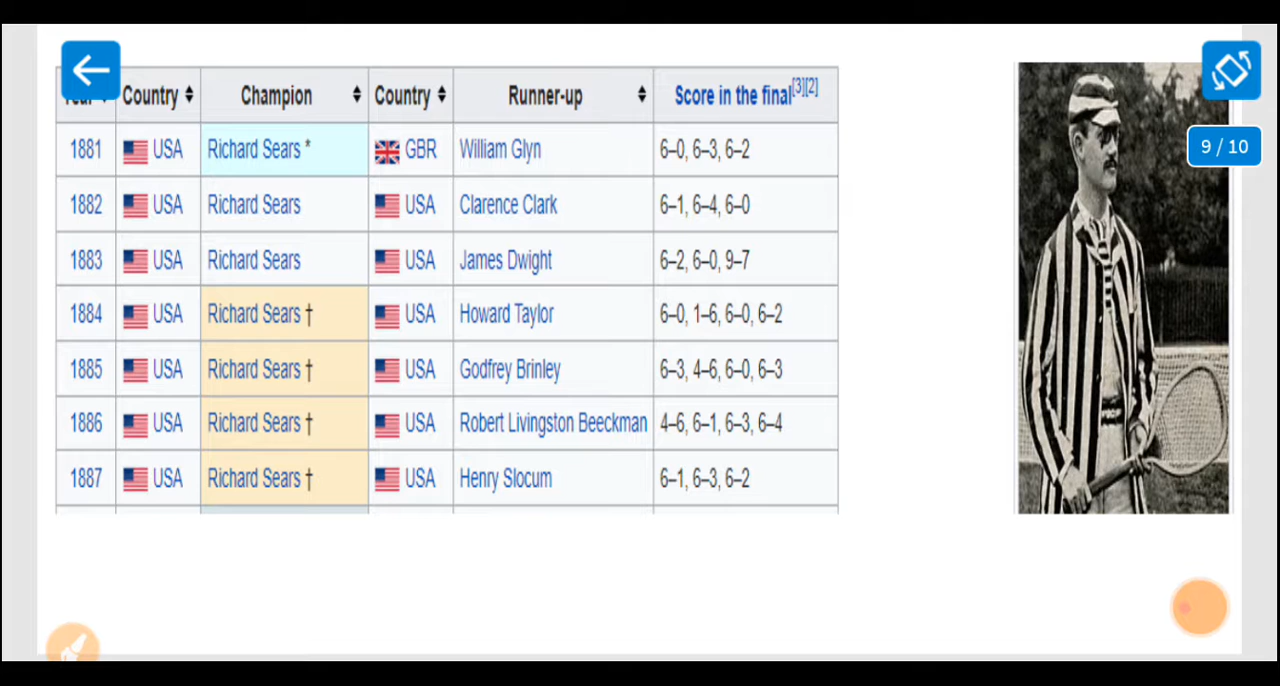 Year Country Champion Country Runner-up Score in the final[3][2]
9 / 10
1881 USA Richard Sears * GBR William Glyn 6–0, 6–3, 6–2
1882 USA Richard Sears USA Clarence Clark 6–1, 6–4, 6–0
1883 USA Richard Sears USA James Dwight 6–2, 6–0, 9–7
1884 USA Richard Sears † USA Howard Taylor 6–0, 1–6, 6–0, 6–2
1885 USA Richard Sears † USA Godfrey Brinley 6–3, 4–6, 6–0, 6–3
1886 USA Richard Sears † USA Robert Livingston Beeckman 4–6, 6–1, 6–3, 6–4
1887 USA Richard Sears † USA Henry Slocum 6–1, 6–3, 6–2